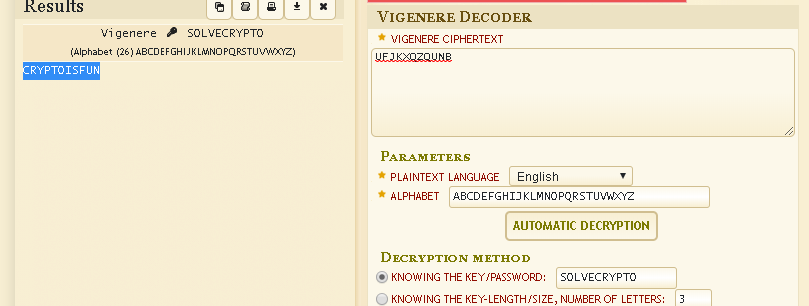 Results
Vigenere SOLVECRYPTO
(Alphabet (26) ABCDEFGHIJKLMNOPQRSTUVWXYZ)
CRYPTOISFUN
Vigenere Decoder
VIGENERE CIPHERTEXT
UFJKXQZQUNB
Parameters
PLAINTEXT LANGUAGE English
ALPHABET ABCDEFGHIJKLMNOPQRSTUVWXYZ
AUTOMATIC DECRYPTION
Decryption method
KNOWING THE KEY/PASSWORD: SOLVECRYPTO
KNOWING THE KEY-LENGTH/SIZE, NUMBER OF LETTERS: 3